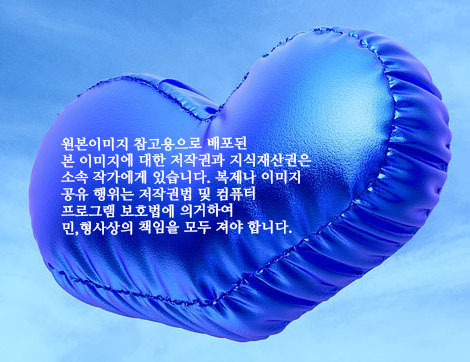 원본이미지 참고용으로 배포된
본 이미지에 대한 저작권과 지식재산권은
소속 작가에게 있습니다. 복제나 이미지
공유 행위는 저작권법 및 컴퓨터
프로그램 보호법에 의거하여
민,형사상의 책임을 모두 져야 합니다.